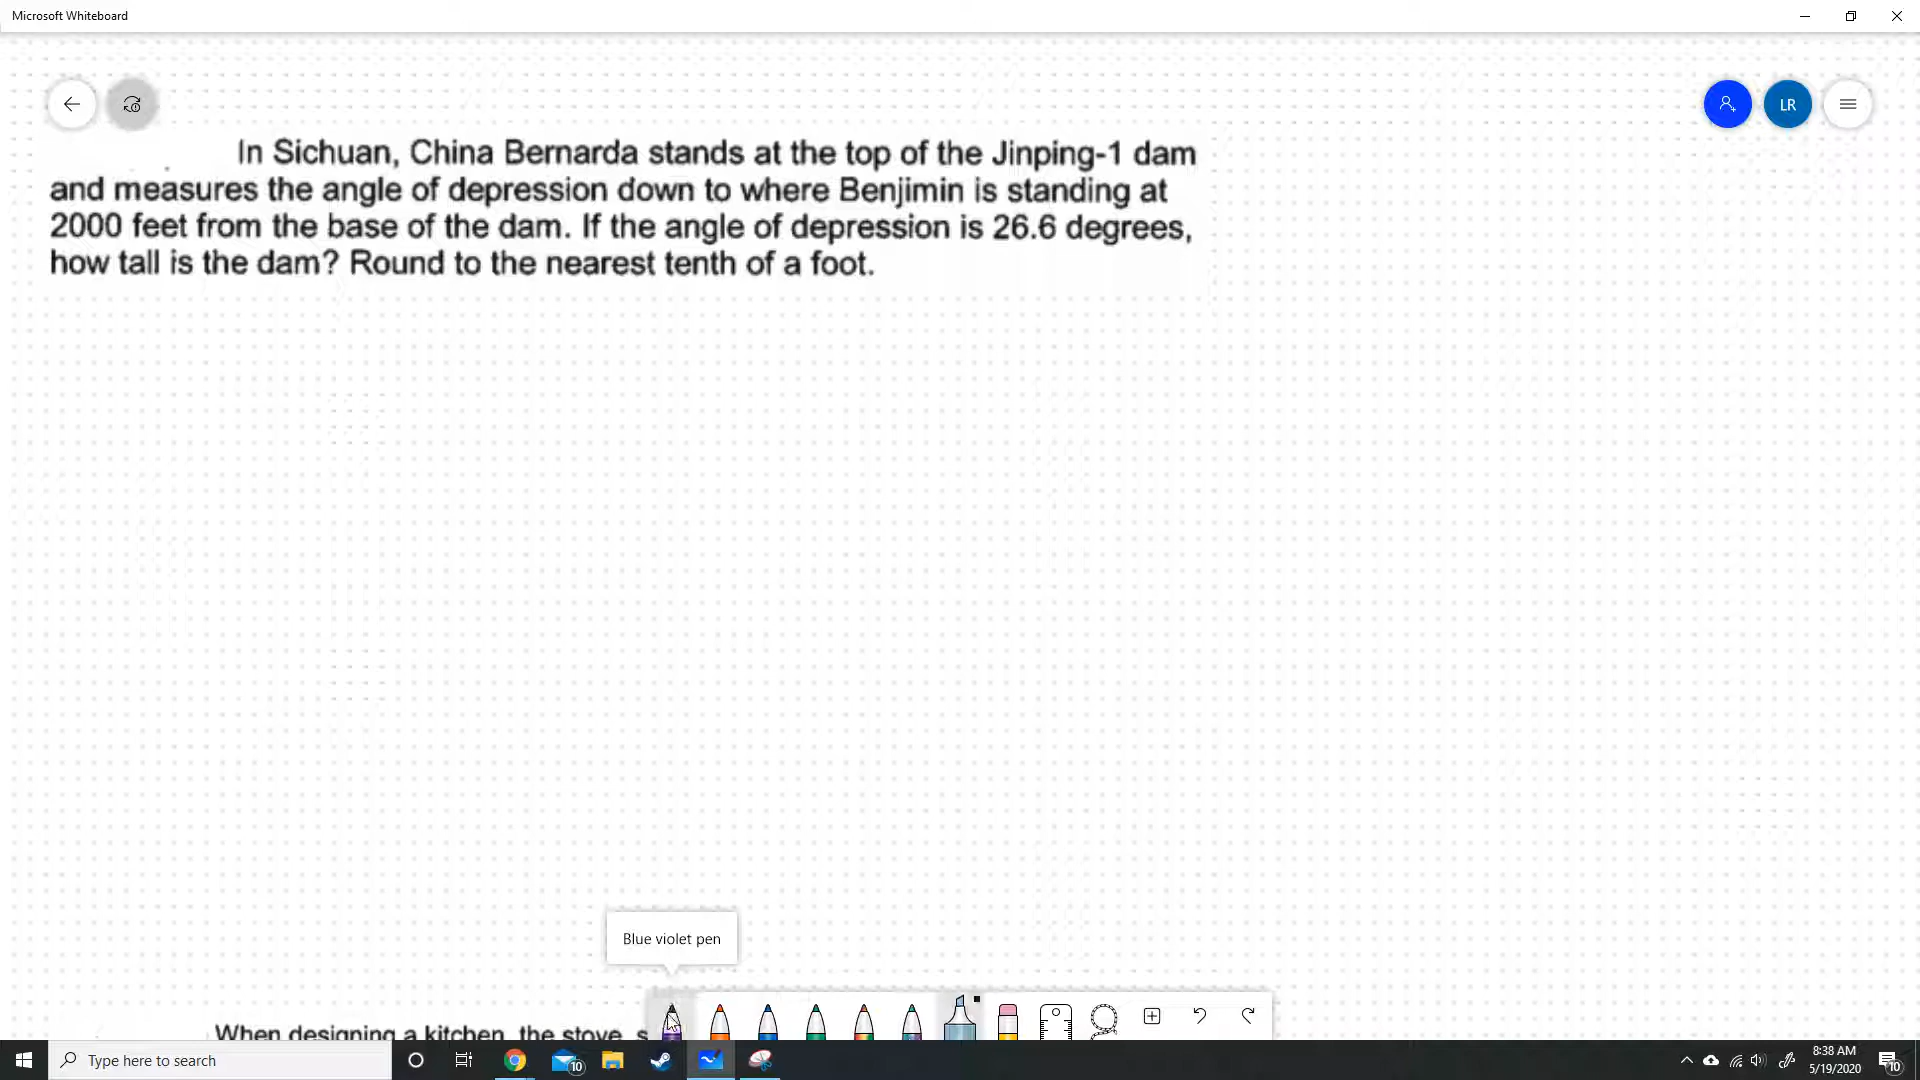 Microsoft Whiteboard
LR
In Sichuan, China Bernarda stands at the top of the Jinping-1 dam
and measures the angle of depression down to where Benjimin is standing at
2000 feet from the base of the dam. If the angle of depression is 26.6 degrees,
how tall is the dam? Round to the nearest tenth of a foot.
Blue violet pen
When designing a kitchen, the stove, s
Type here to search
10
8:38 AM
5/19/2020
10